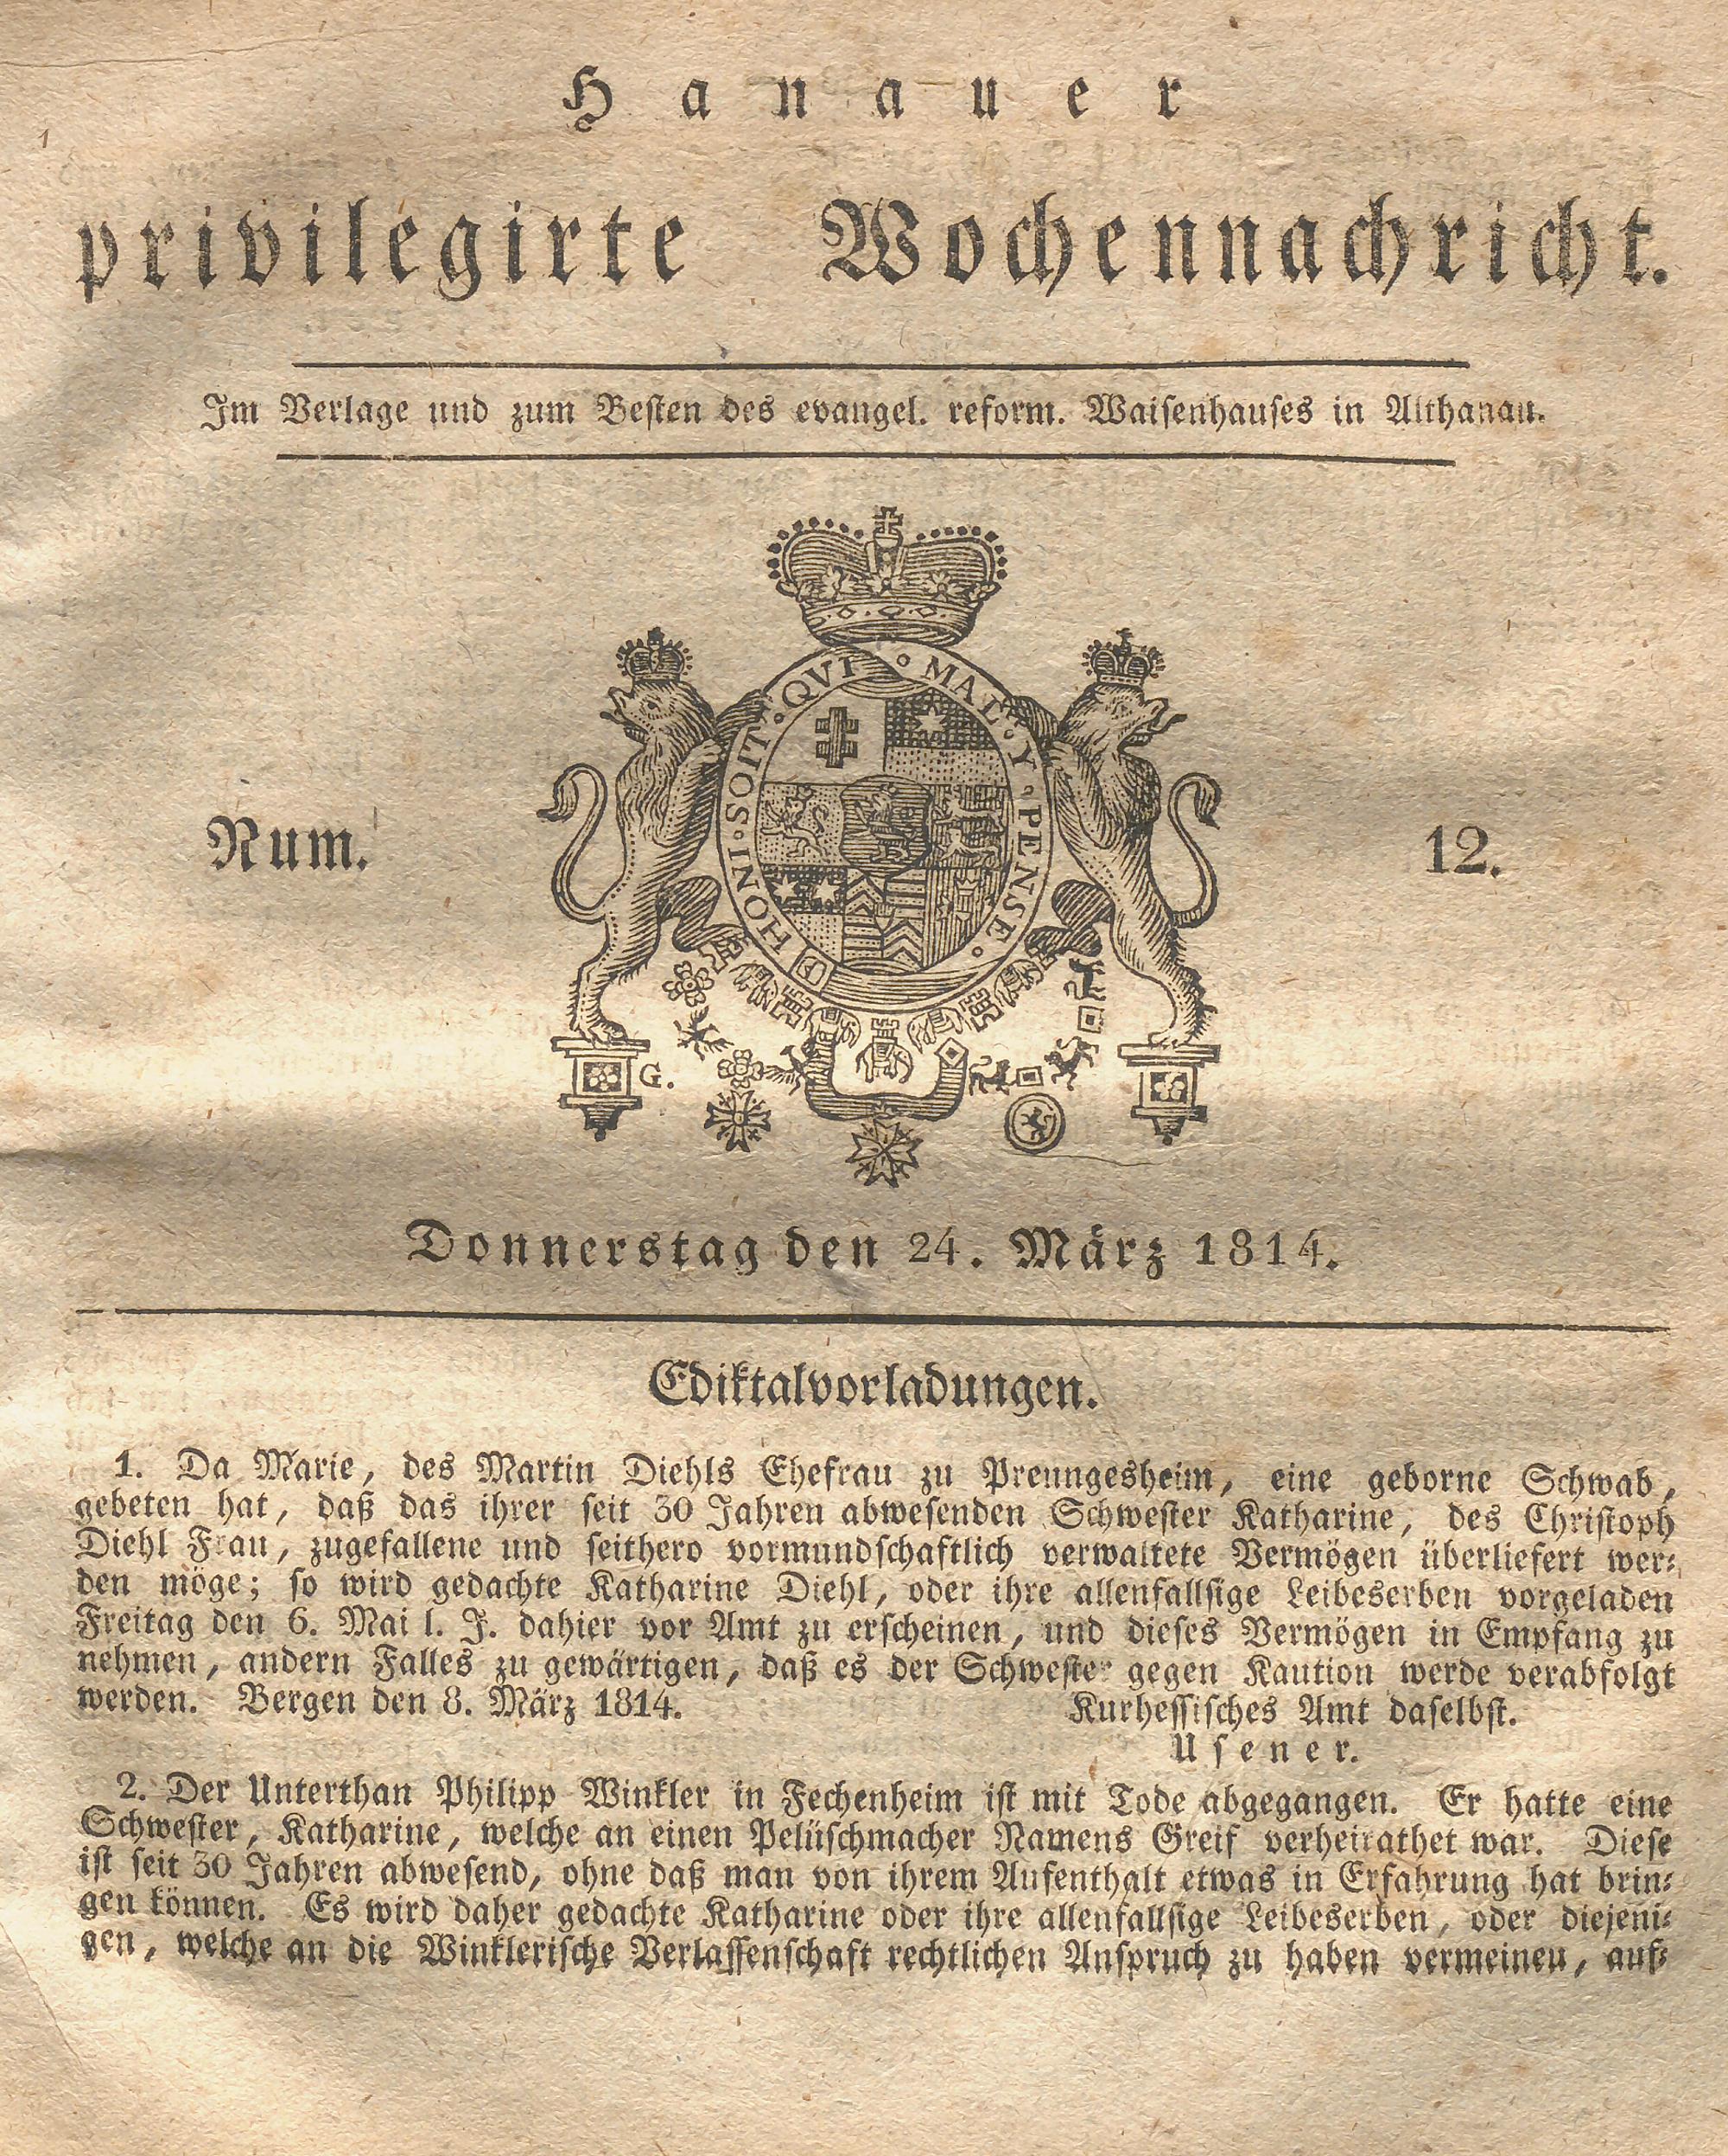 Hanauer
privilegirte Wochennachricht.
Im Verlage und zum Besten des evangel. reform. Waisenhauses in Althanau.
HONI · SOIT · QVI MAL · Y · PENSE
Num. 12.
G.
Donnerstag den 24. März 1814.
Ediktalvorladungen.
1. Da Marie, des Martin Diehls Ehefrau zu Preungesheim, eine geborne Schwab,
gebeten hat, daß das ihrer seit 30 Jahren abwesenden Schwester Katharine, des Christoph
Diehl Frau, zugefallene und seithero vormundschaftlich verwaltete Vermögen überliefert wer-
den möge; so wird gedachte Katharine Diehl, oder ihre allenfallsige Leibeserben vorgeladen
Freitag den 6. Mai l. J. dahier vor Amt zu erscheinen, und dieses Vermögen in Empfang zu
nehmen, andern Falles zu gewärtigen, daß es der Schwester gegen Kaution werde verabfolgt
werden. Bergen den 8. März 1814. Kurhessisches Amt daselbst.
Usener.
2. Der Unterthan Philipp Winkler in Fechenheim ist mit Tode abgegangen. Er hatte eine
Schwester, Katharine, welche an einen Pelüschmacher Namens Greif verheirathet war. Diese
ist seit 30 Jahren abwesend, ohne daß man von ihrem Aufenthalt etwas in Erfahrung hat brin-
gen können. Es wird daher gedachte Katharine oder ihre allenfallsige Leibeserben, oder diejeni-
gen, welche an die Winklerische Verlassenschaft rechtlichen Anspruch zu haben vermeinen, auf-